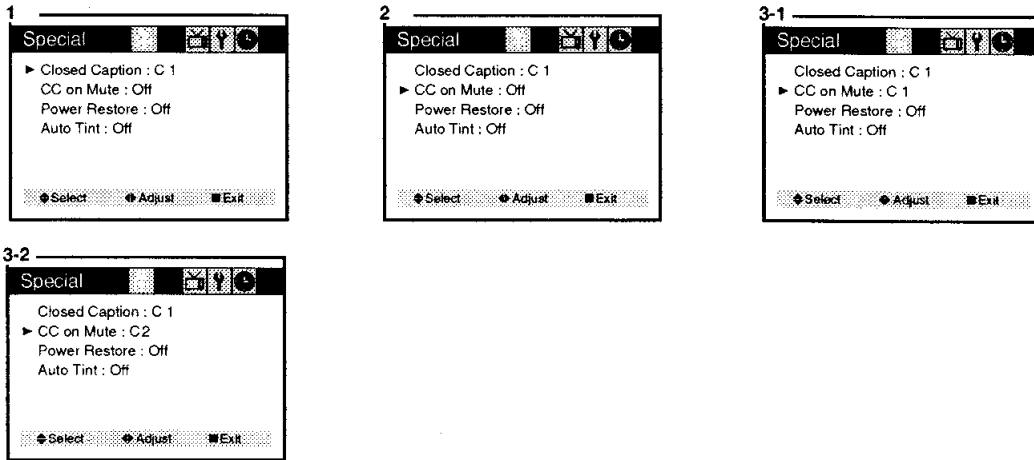 1
Special
► Closed Caption : C 1
CC on Mute : Off
Power Restore : Off
Auto Tint : Off
Select Adjust Exit
2
Special
Closed Caption : C 1
► CC on Mute : Off
Power Restore : Off
Auto Tint : Off
Select Adjust Exit
3-1
Special
Closed Caption : C 1
► CC on Mute : C 1
Power Restore : Off
Auto Tint : Off
Select Adjust Exit
3-2
Special
Closed Caption : C 1
► CC on Mute : C2
Power Restore : Off
Auto Tint : Off
Select Adjust Exit